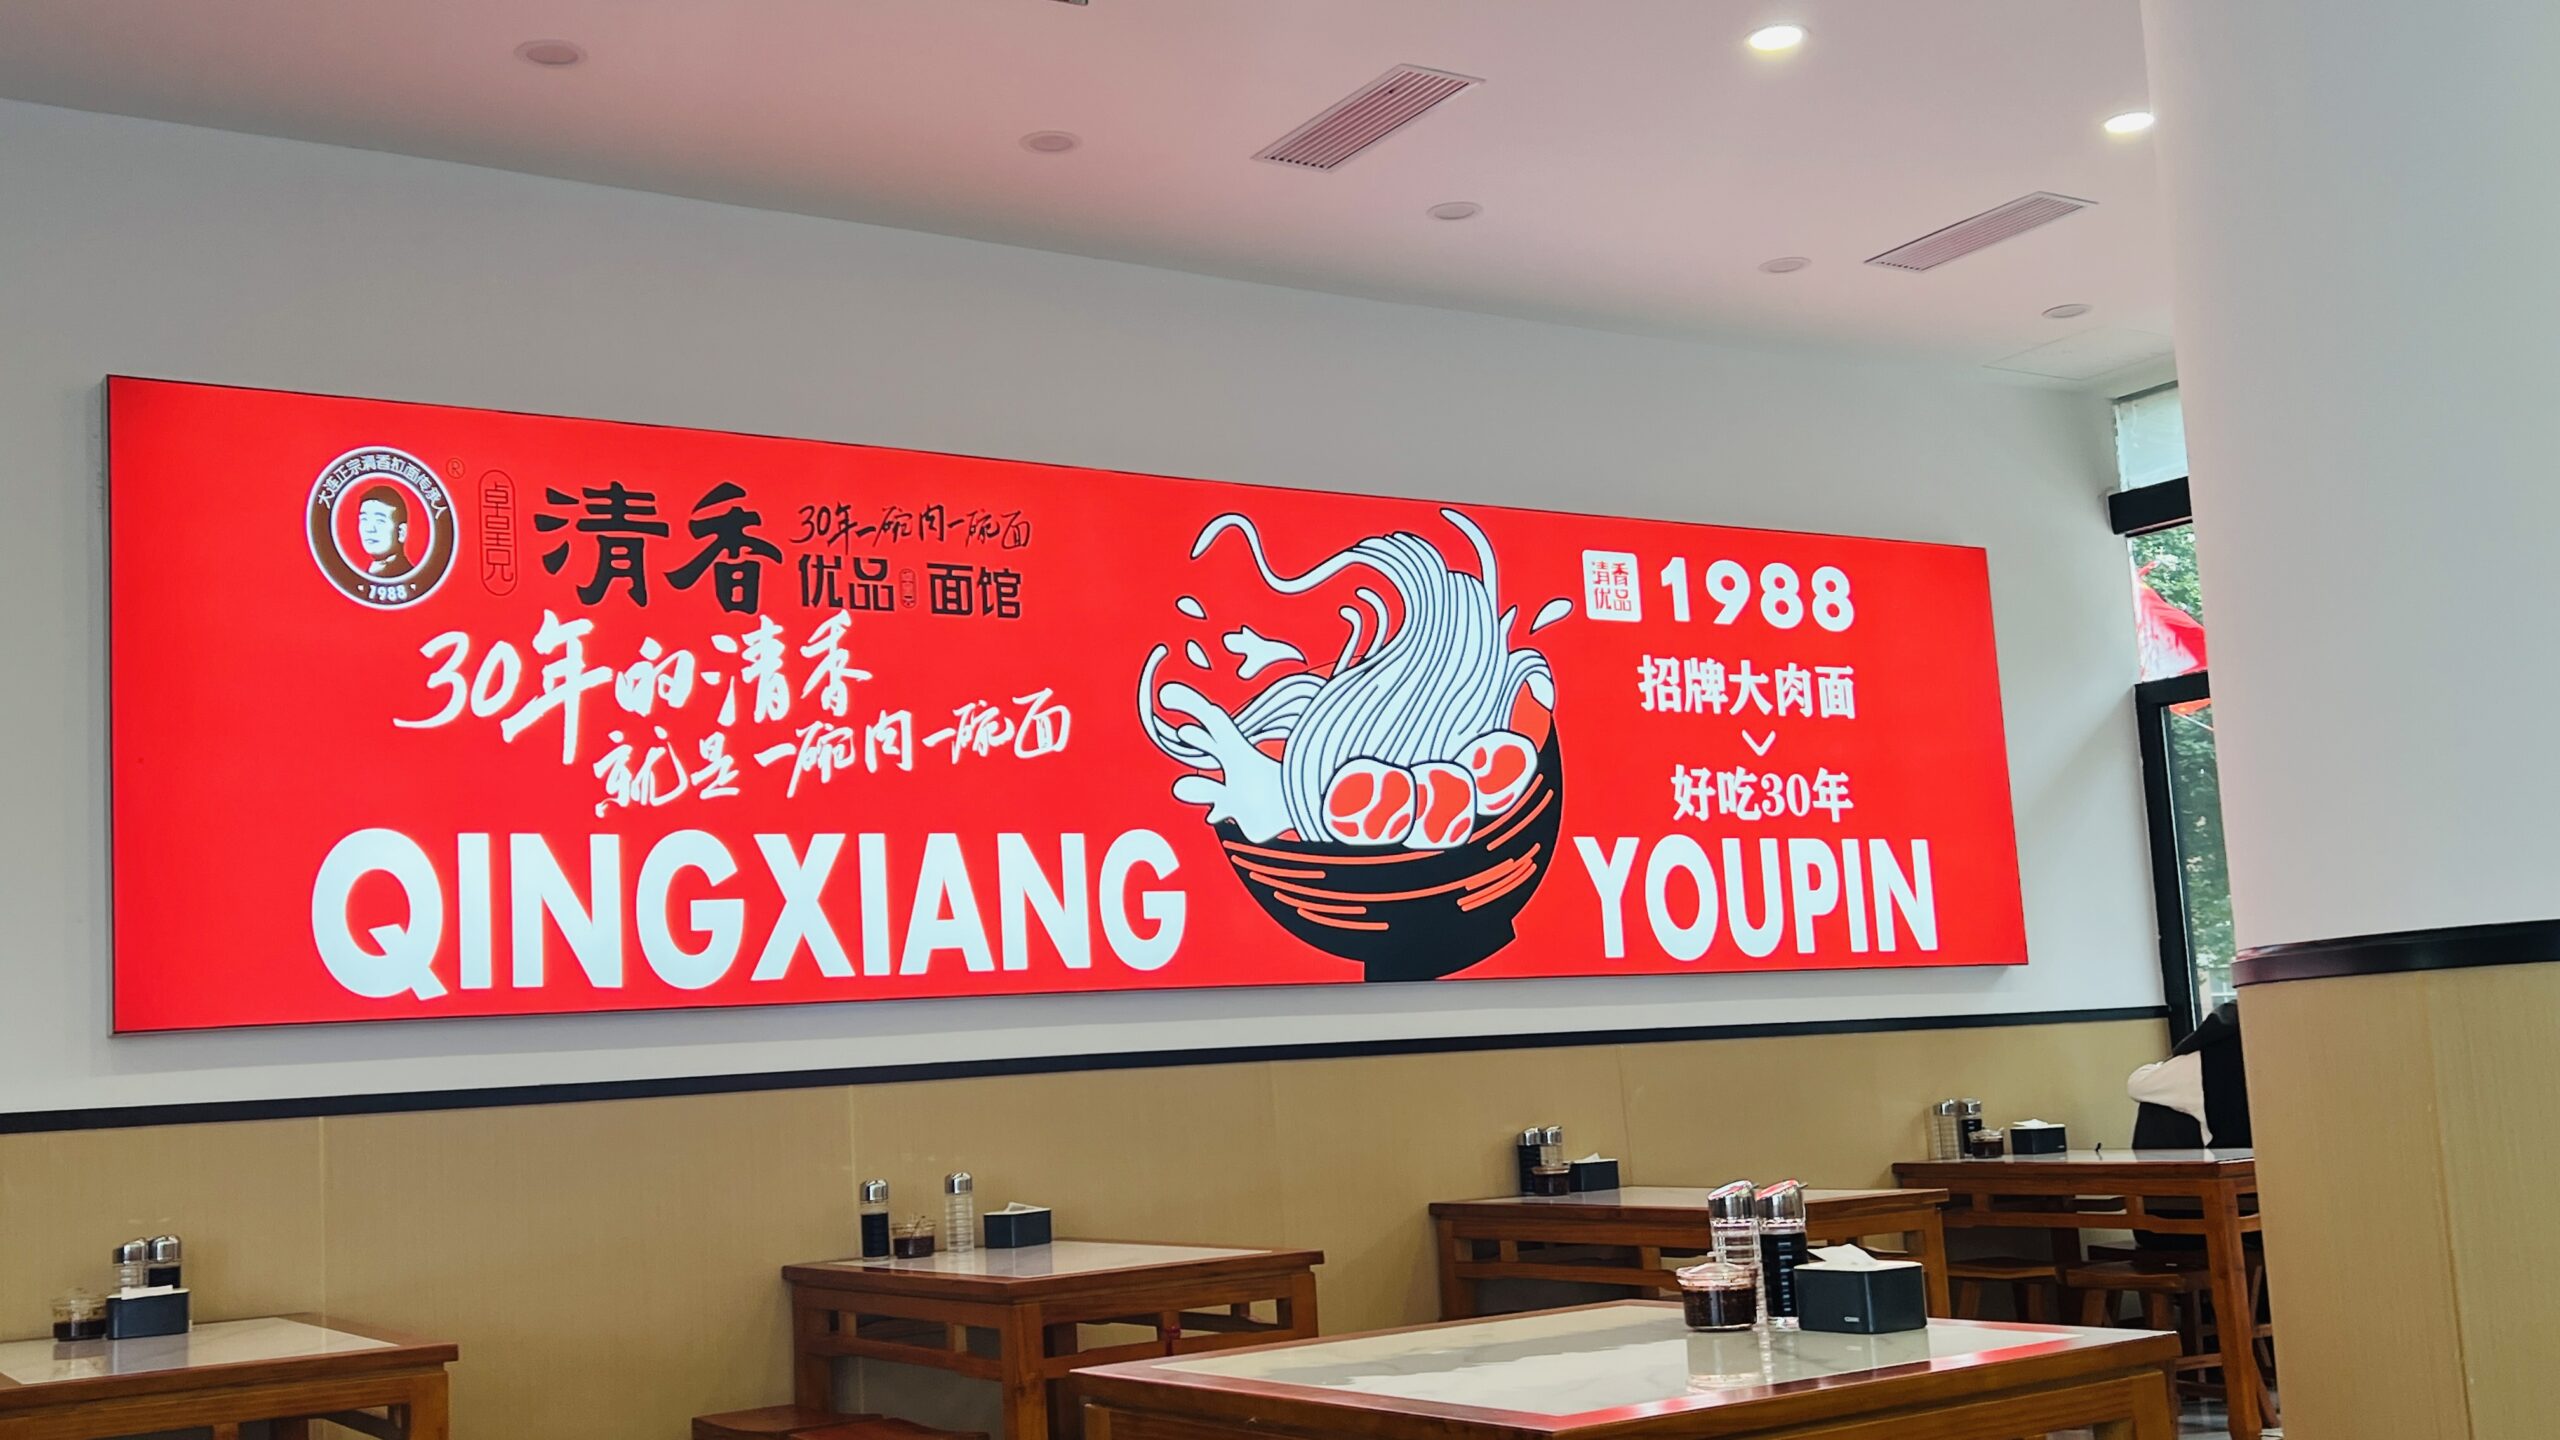 大连正宗清香拉面传承人
1988
®
卓皇兄
清香
30年一碗肉一碗面
优品 面馆
30年的清香
就是一碗肉一碗面
QINGXIANG
清香
优品
1988
招牌大肉面
好吃30年
YOUPIN